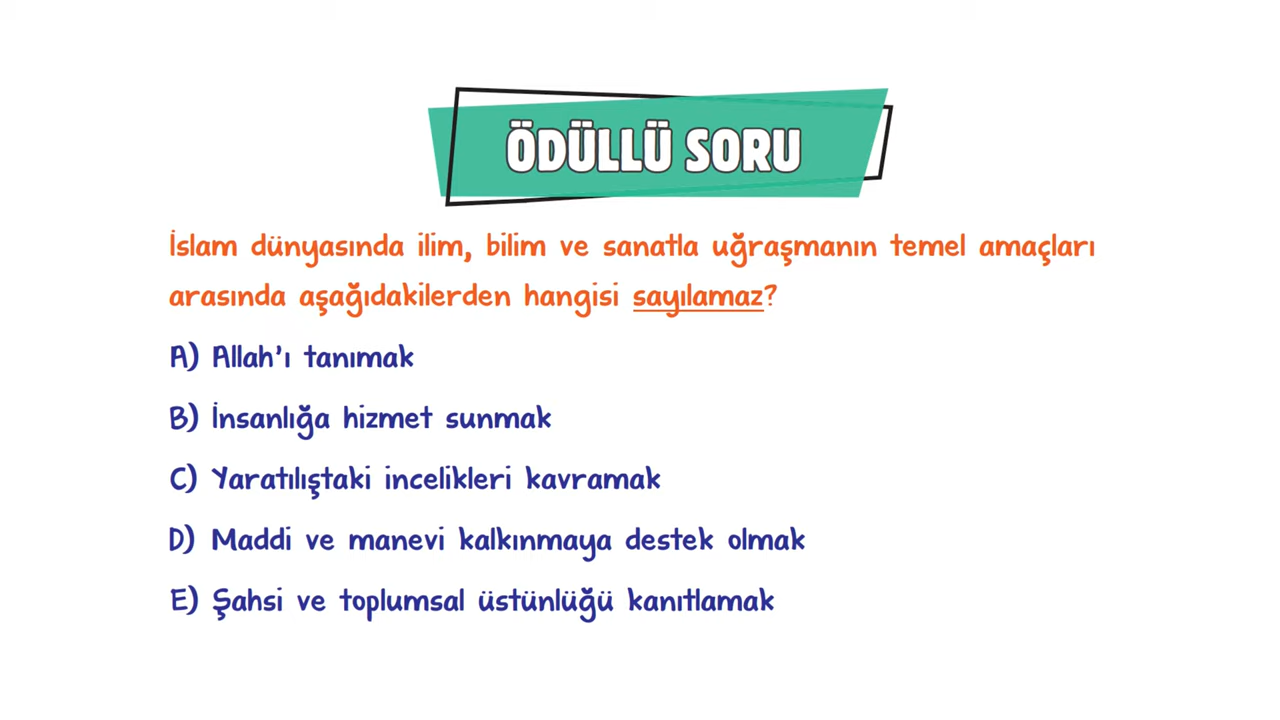 ÖDÜLLÜ SORU
İslam dünyasında ilim, bilim ve sanatla uğraşmanın temel amaçları
arasında aşağıdakilerden hangisi sayılamaz?
A) Allah'ı tanımak
B) İnsanlığa hizmet sunmak
C) Yaratılıştaki incelikleri kavramak
D) Maddi ve manevi kalkınmaya destek olmak
E) Şahsi ve toplumsal üstünlüğü kanıtlamak